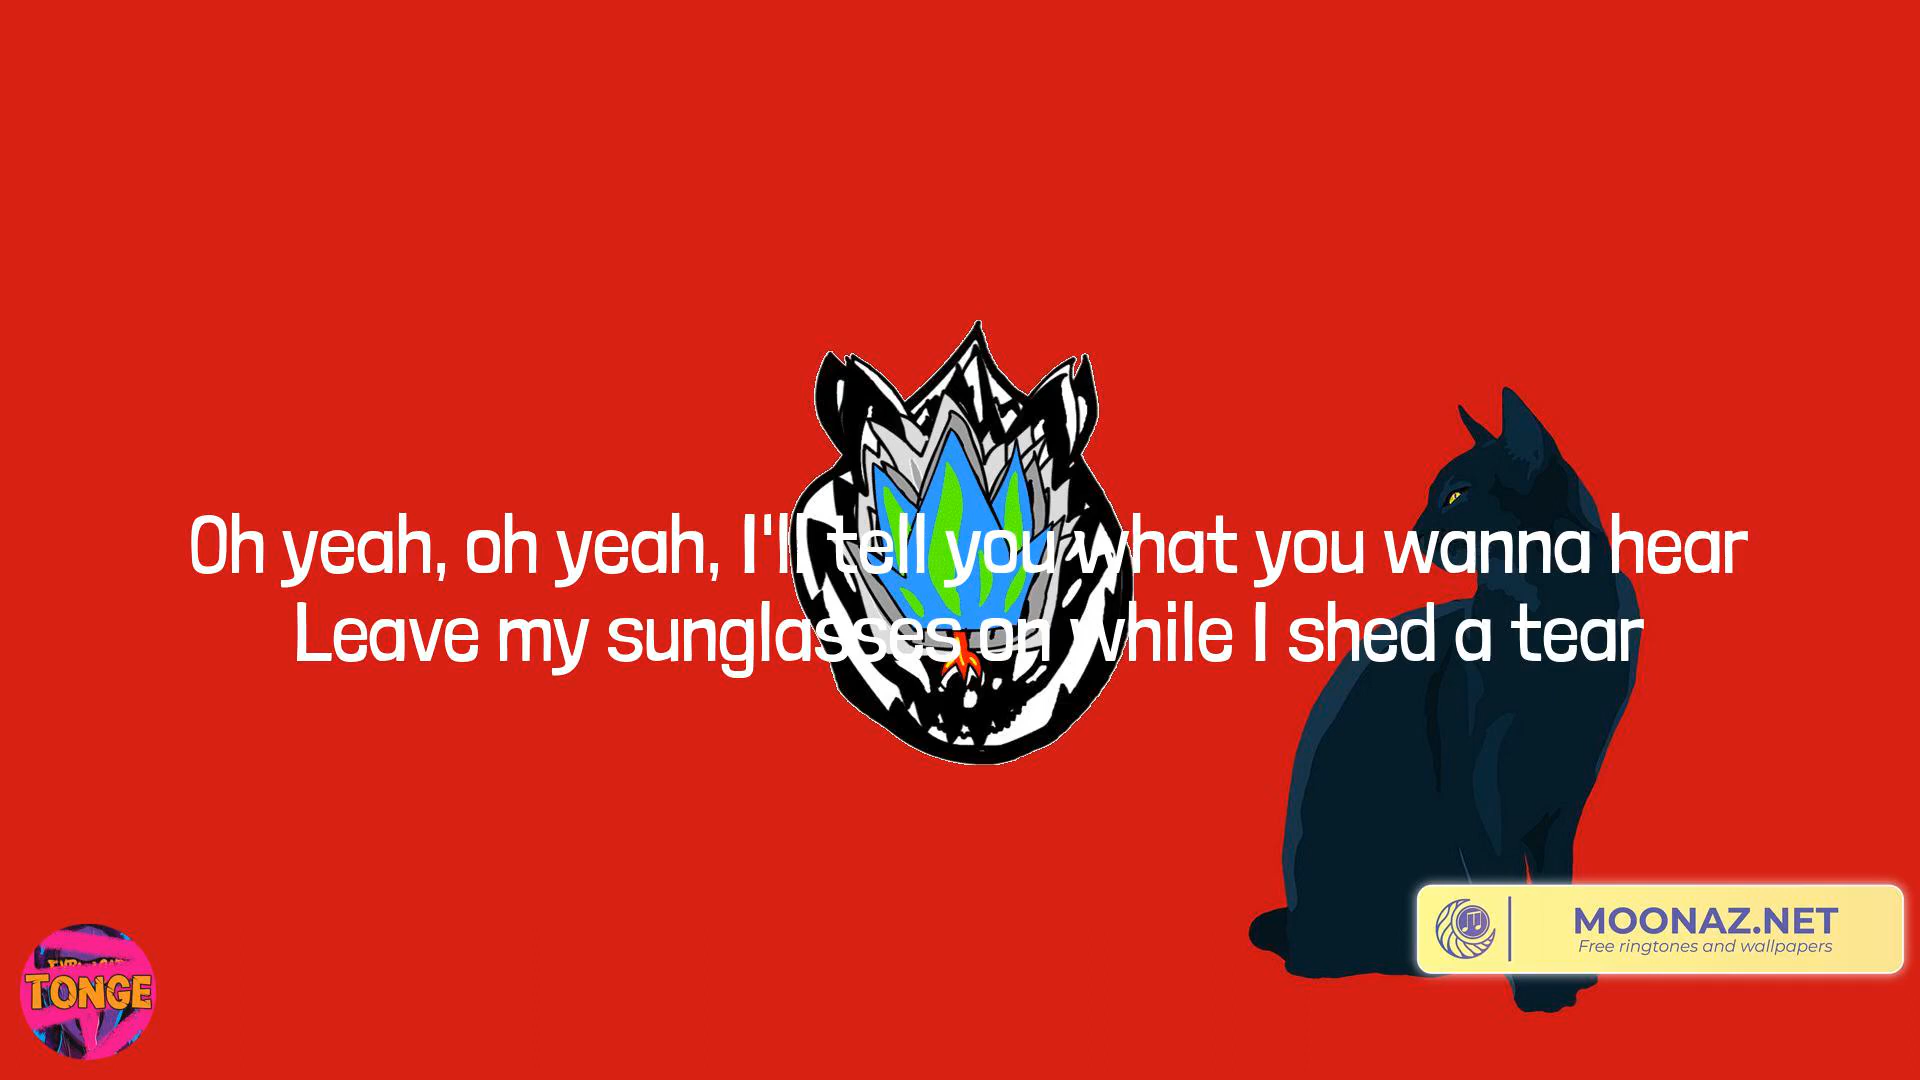 Oh yeah, oh yeah, I'll tell you what you wanna hear
Leave my sunglasses on while I shed a tear
MOONAZ.NET
Free ringtones and wallpapers
TONGE